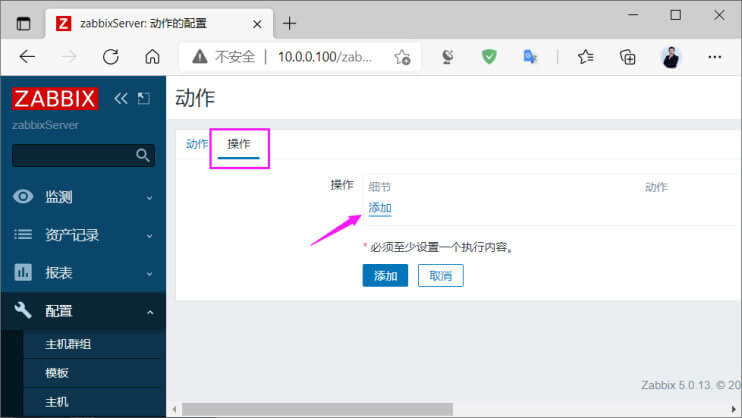 zabbixServer: 动作的配置
不安全
10.0.0.100/zab...
ZABBIX
zabbixServer
监测
资产记录
报表
配置
主机群组
模板
主机
动作
动作
操作
操作
细节
动作
添加
* 必须至少设置一个执行内容。
添加
取消
Zabbix 5.0.13. © 20